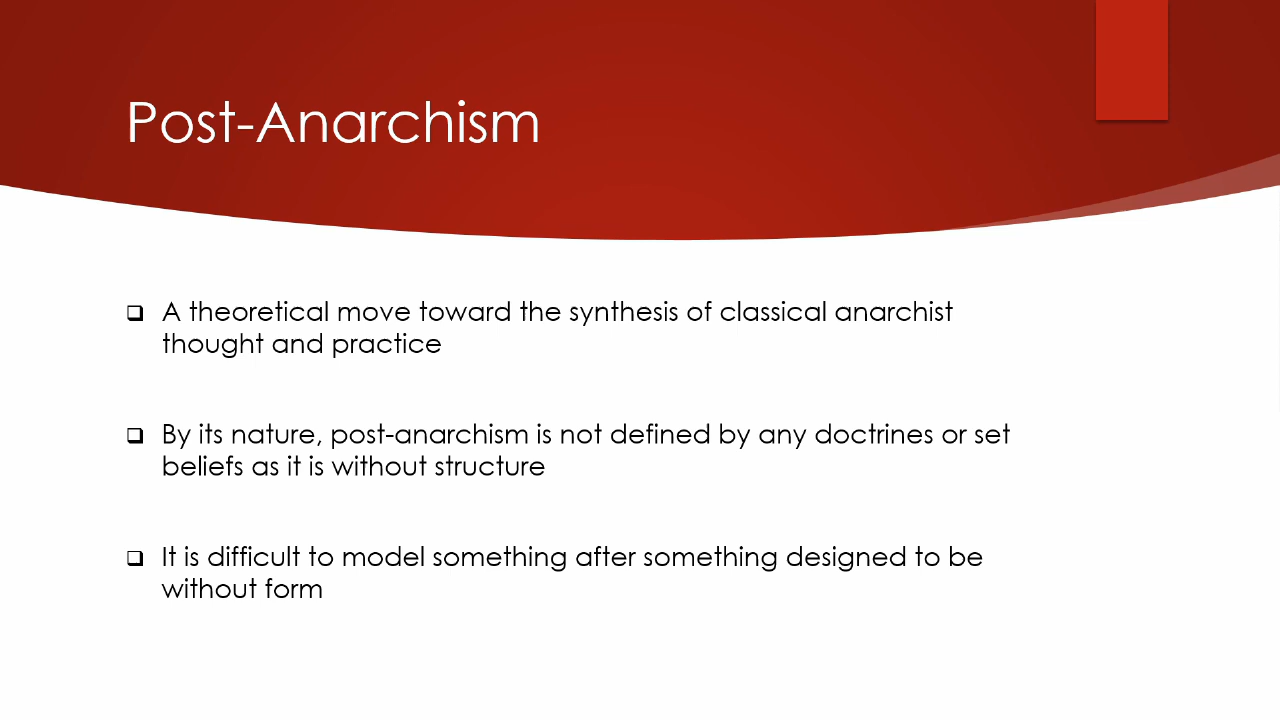 Post-Anarchism
A theoretical move toward the synthesis of classical anarchist
thought and practice
By its nature, post-anarchism is not defined by any doctrines or set
beliefs as it is without structure
It is difficult to model something after something designed to be
without form